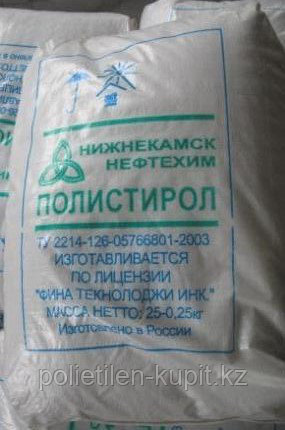 НИЖНЕКАМСК
НЕФТЕХИМ
ПОЛИСТИРОЛ
ТУ 2214-126-05766801-2003
ИЗГОТАВЛИВАЕТСЯ
ПО ЛИЦЕНЗИИ
"ФИНА ТЕКНОЛОДЖИ ИНК."
МАССА НЕТТО: 25-0,25кг
Изготовлено в России
polietilen-kupit.kz